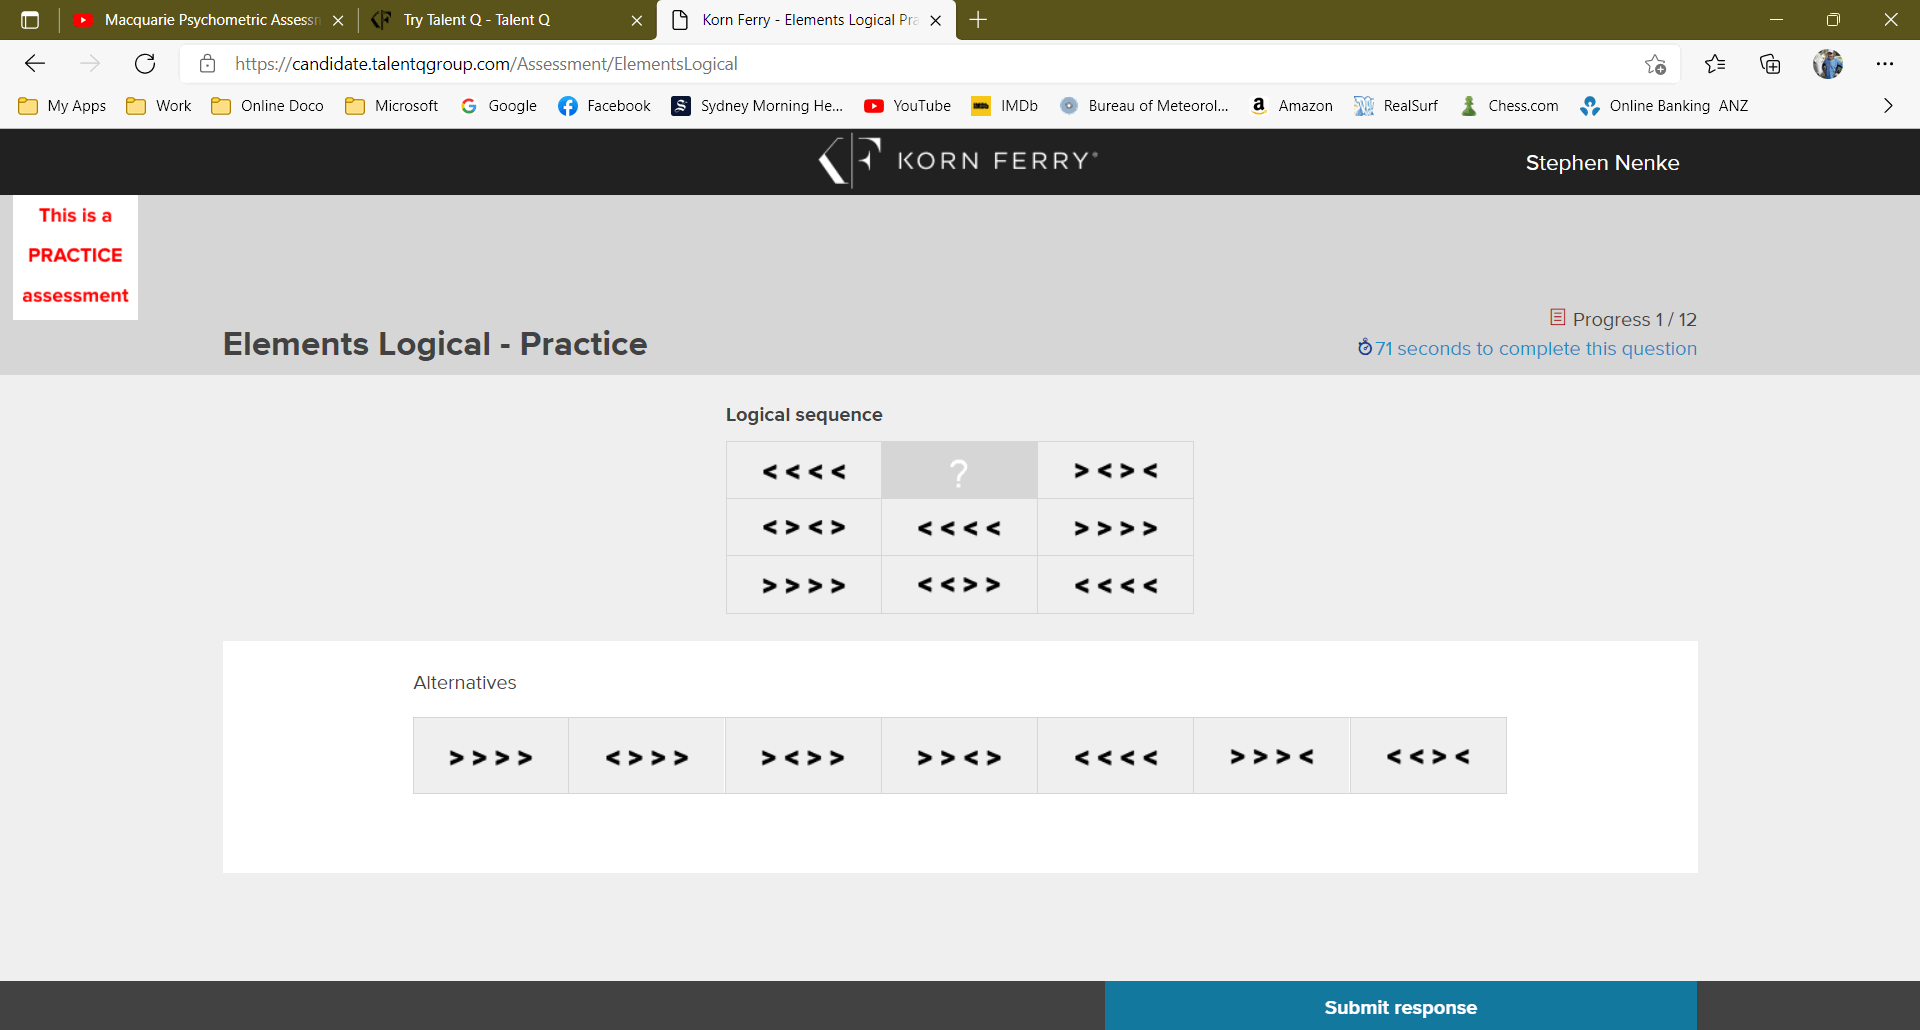 Macquarie Psychometric Assessm
Try Talent Q - Talent Q
Korn Ferry - Elements Logical Pra
https://candidate.talentqgroup.com/Assessment/ElementsLogical
My Apps Work Online Doco Microsoft Google Facebook Sydney Morning He... YouTube IMDb Bureau of Meteorol... Amazon RealSurf Chess.com Online Banking ANZ
KORN FERRY®
Stephen Nenke
This is a
PRACTICE
assessment
Progress 1 / 12
Elements Logical - Practice
71 seconds to complete this question
Logical sequence
< < < < ? > < > <
< > < > < < < < > > > >
> > > > < < > > < < < <
Alternatives
> > > > < > > > > < > > > > < > < < < < > > > < < < > <
Submit response